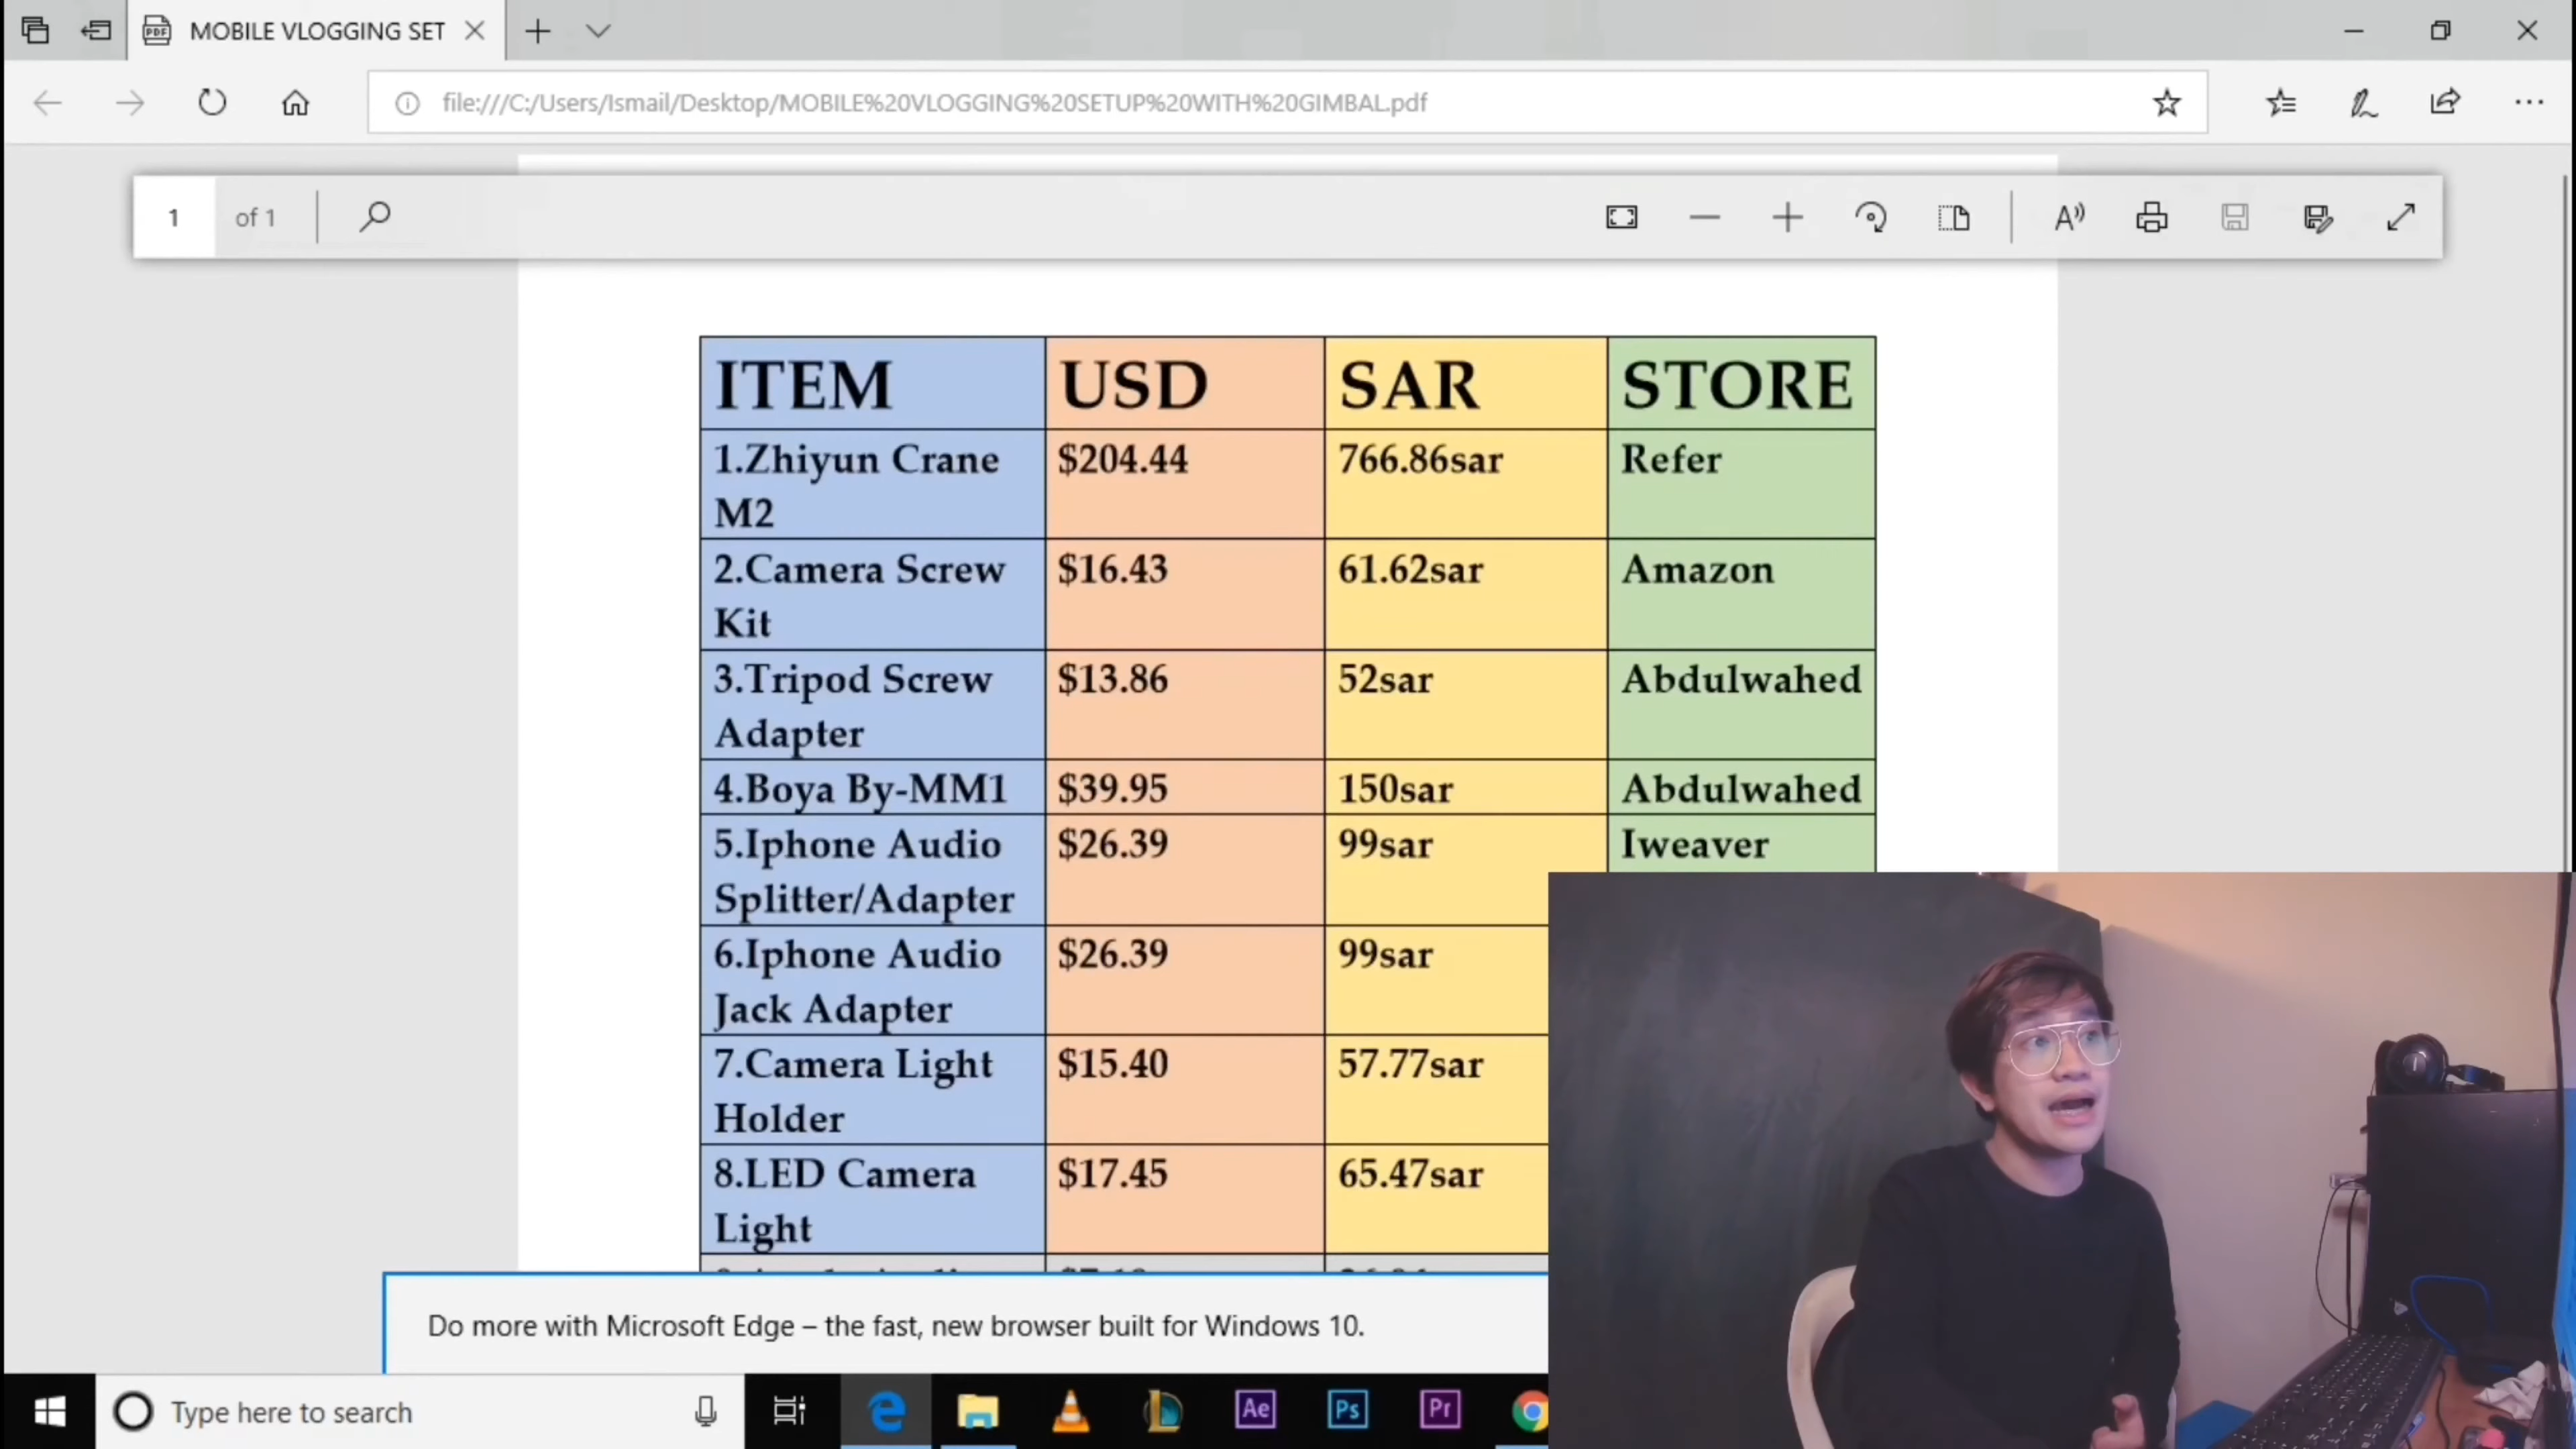 MOBILE VLOGGING SET
file:///C:/Users/Ismail/Desktop/MOBILE%20VLOGGING%20SETUP%20WITH%20GIMBAL.pdf
1 of 1
ITEM USD SAR STORE
1.Zhiyun Crane $204.44 766.86sar Refer
M2
2.Camera Screw $16.43 61.62sar Amazon
Kit
3.Tripod Screw $13.86 52sar Abdulwahed
Adapter
4.Boya By-MM1 $39.95 150sar Abdulwahed
5.Iphone Audio $26.39 99sar Iweaver
Splitter/Adapter
6.Iphone Audio $26.39 99sar
Jack Adapter
7.Camera Light $15.40 57.77sar
Holder
8.LED Camera $17.45 65.47sar
Light
Do more with Microsoft Edge – the fast, new browser built for Windows 10.
Type here to search
Ae Ps Pr